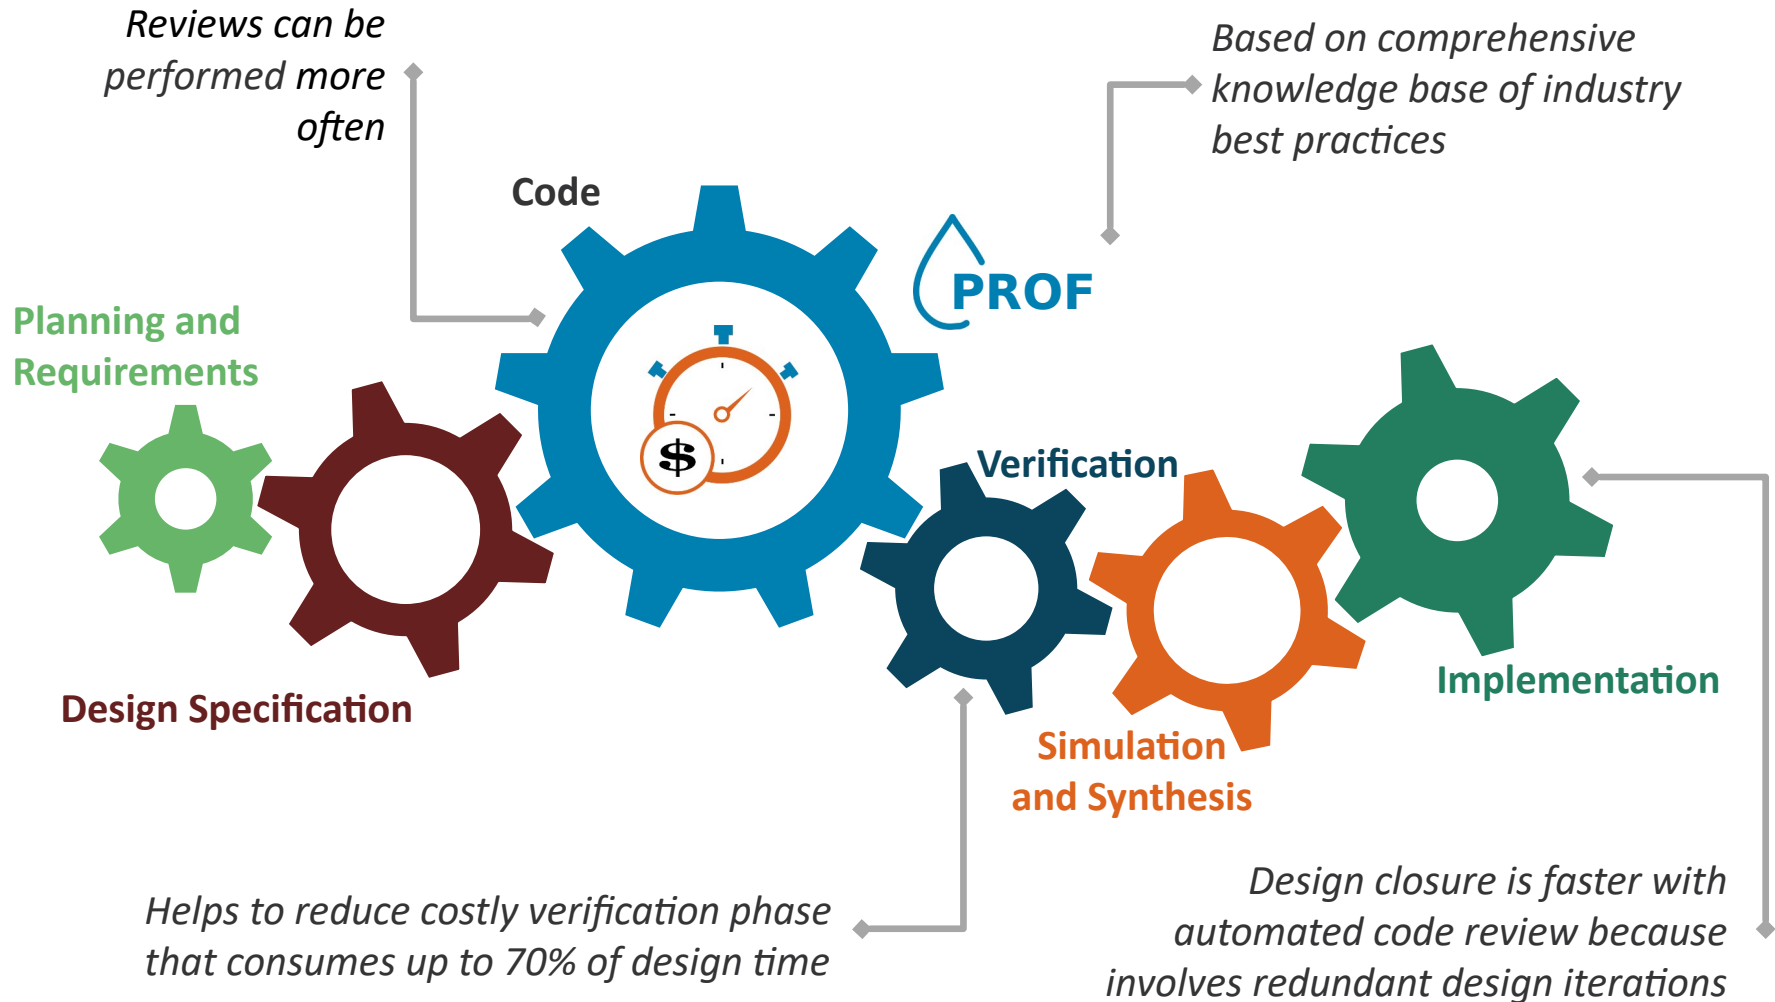 Reviews can be
performed more
often
Based on comprehensive
knowledge base of industry
best practices
Code
PROF
Planning and
Requirements
$
Verification
Design Specification
Implementation
Simulation
and Synthesis
Helps to reduce costly verification phase
that consumes up to 70% of design time
Design closure is faster with
automated code review because
involves redundant design iterations